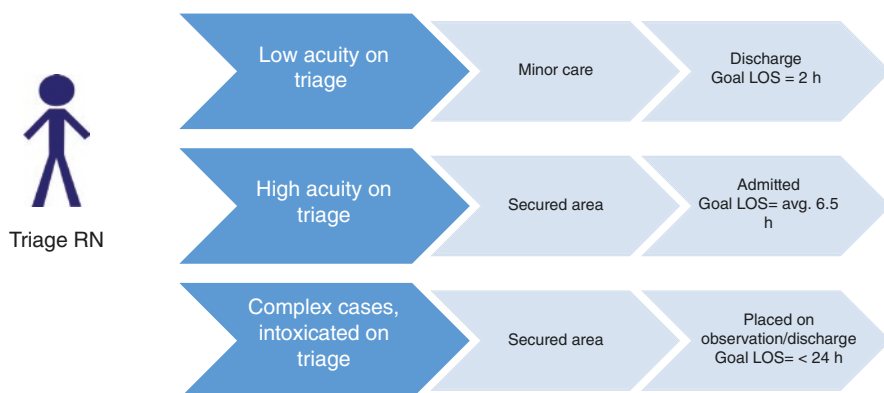 Low acuity on
triage
Minor care
Discharge
Goal LOS = 2 h
Triage RN
High acuity on
triage
Secured area
Admitted
Goal LOS= avg. 6.5
h
Complex cases,
intoxicated on
triage
Secured area
Placed on
observation/discharge
Goal LOS= < 24 h